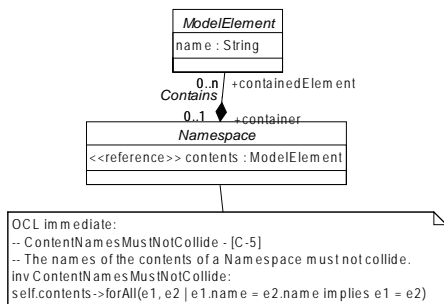 ModelElement
name : String
0..n +containedElement
Contains
0..1 +container
Namespace
<<reference>> contents : ModelElement
OCL immediate:
-- ContentNamesMustNotCollide - [C-5]
-- The names of the contents of a Namespace must not collide.
inv ContentNamesMustNotCollide:
self.contents->forAll(e1, e2 | e1.name = e2.name implies e1 = e2)